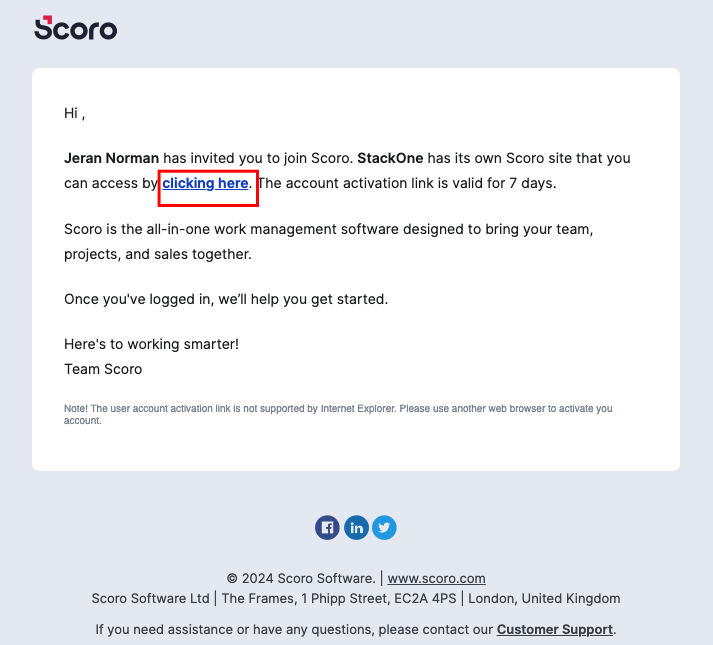 Scoro
Hi ,
Jeran Norman has invited you to join Scoro. StackOne has its own Scoro site that you
can access by clicking here. The account activation link is valid for 7 days.
Scoro is the all-in-one work management software designed to bring your team,
projects, and sales together.
Once you've logged in, we’ll help you get started.
Here's to working smarter!
Team Scoro
Note! The user account activation link is not supported by Internet Explorer. Please use another web browser to activate you
account.
© 2024 Scoro Software. | www.scoro.com
Scoro Software Ltd | The Frames, 1 Phipp Street, EC2A 4PS | London, United Kingdom
If you need assistance or have any questions, please contact our Customer Support.